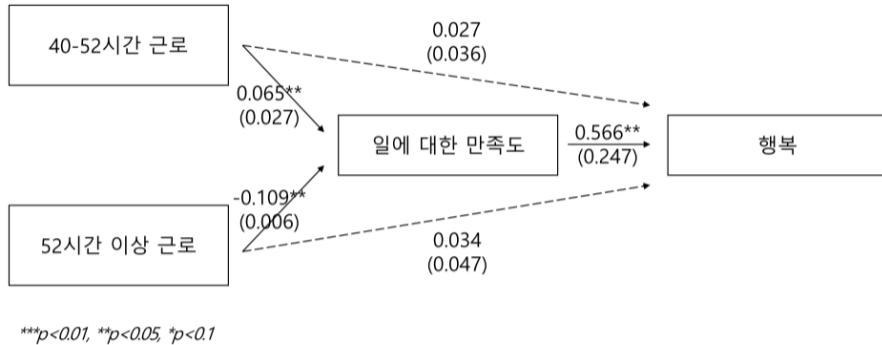 40-52시간 근로
0.027
(0.036)
0.065**
(0.027)
일에 대한 만족도
0.566**
(0.247)
행복
-0.109**
(0.006)
52시간 이상 근로
0.034
(0.047)
***p<0.01, **p<0.05, *p<0.1